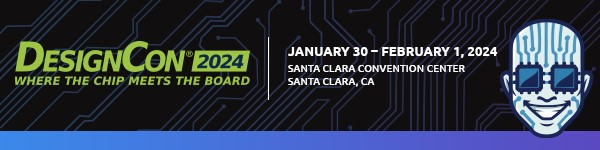 DESIGNCON® 2024
WHERE THE CHIP MEETS THE BOARD
JANUARY 30 – FEBRUARY 1, 2024
SANTA CLARA CONVENTION CENTER
SANTA CLARA, CA